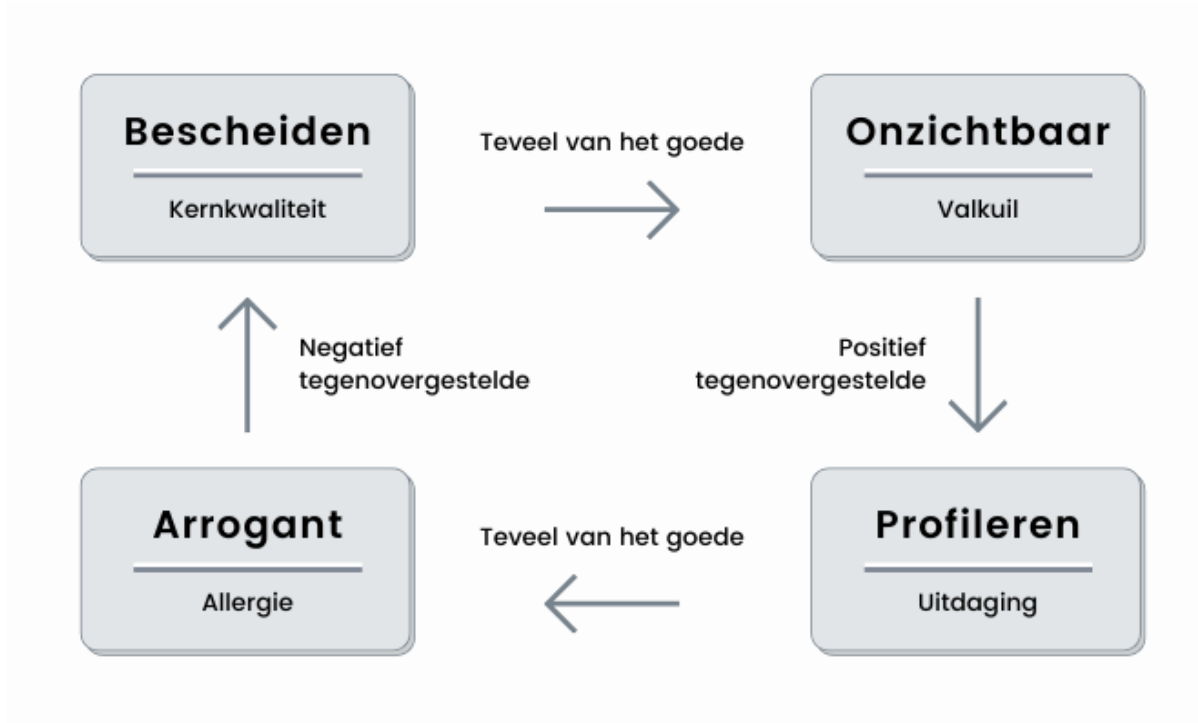 Bescheiden
Kernkwaliteit
Teveel van het goede
Onzichtbaar
Valkuil
Negatief
tegenovergestelde
Positief
tegenovergestelde
Arrogant
Allergie
Teveel van het goede
Profileren
Uitdaging